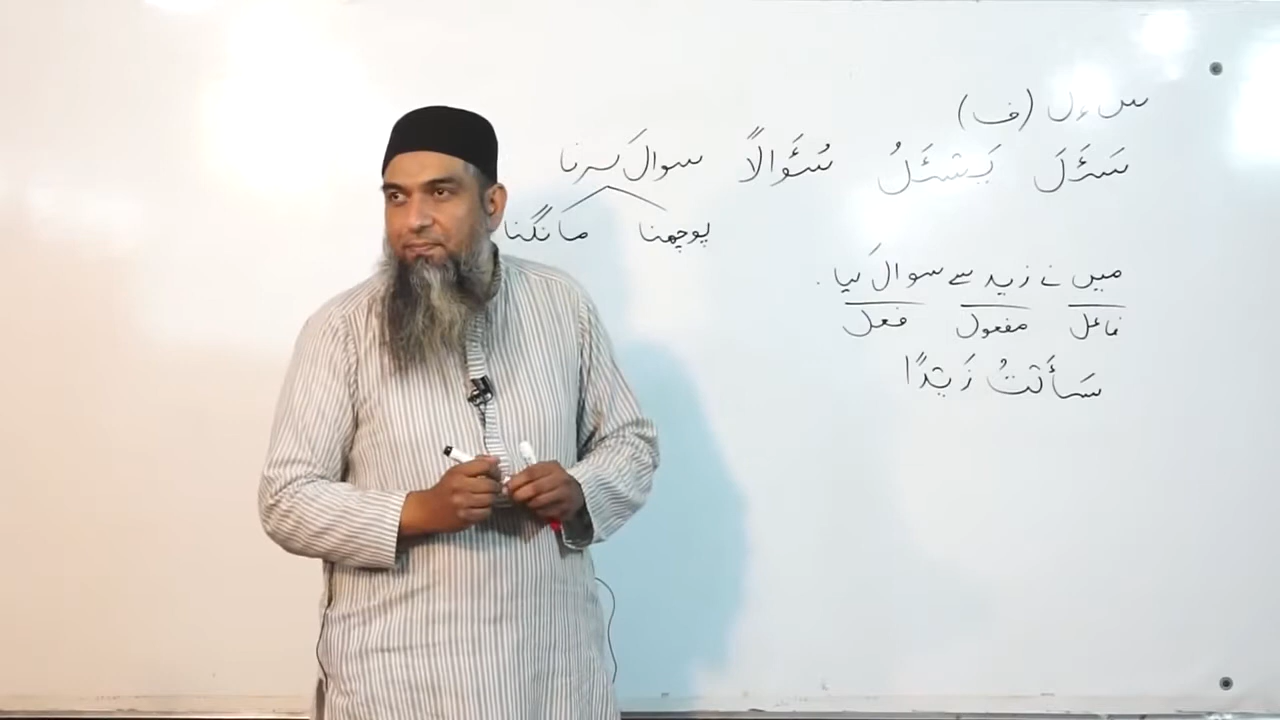 س ء ل (ف)
سَئَلَ يَسْئَلُ سُؤَالًا سوال کرنا
پوچھنا مانگنا
میں نے زید سے سوال کیا۔
فاعل مفعول فعل
سَأَلْتُ زَيْدًا